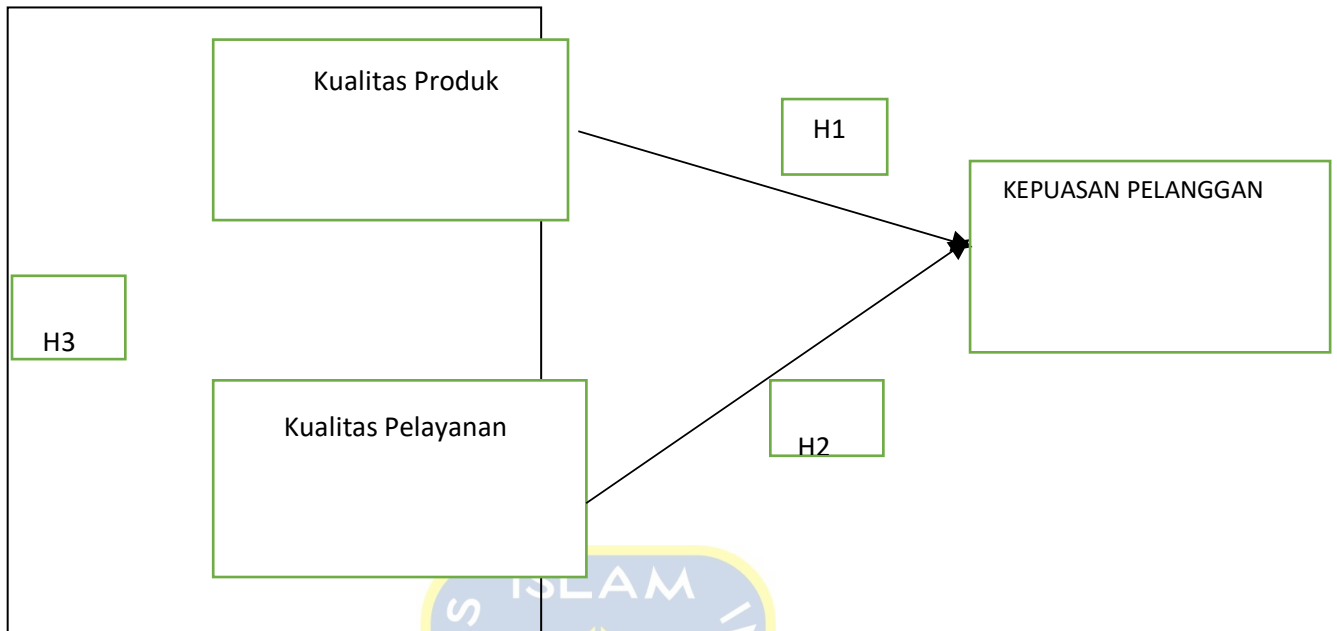 Kualitas Produk
H1
KEPUASAN PELANGGAN
H3
Kualitas Pelayanan
H2
ISLAM